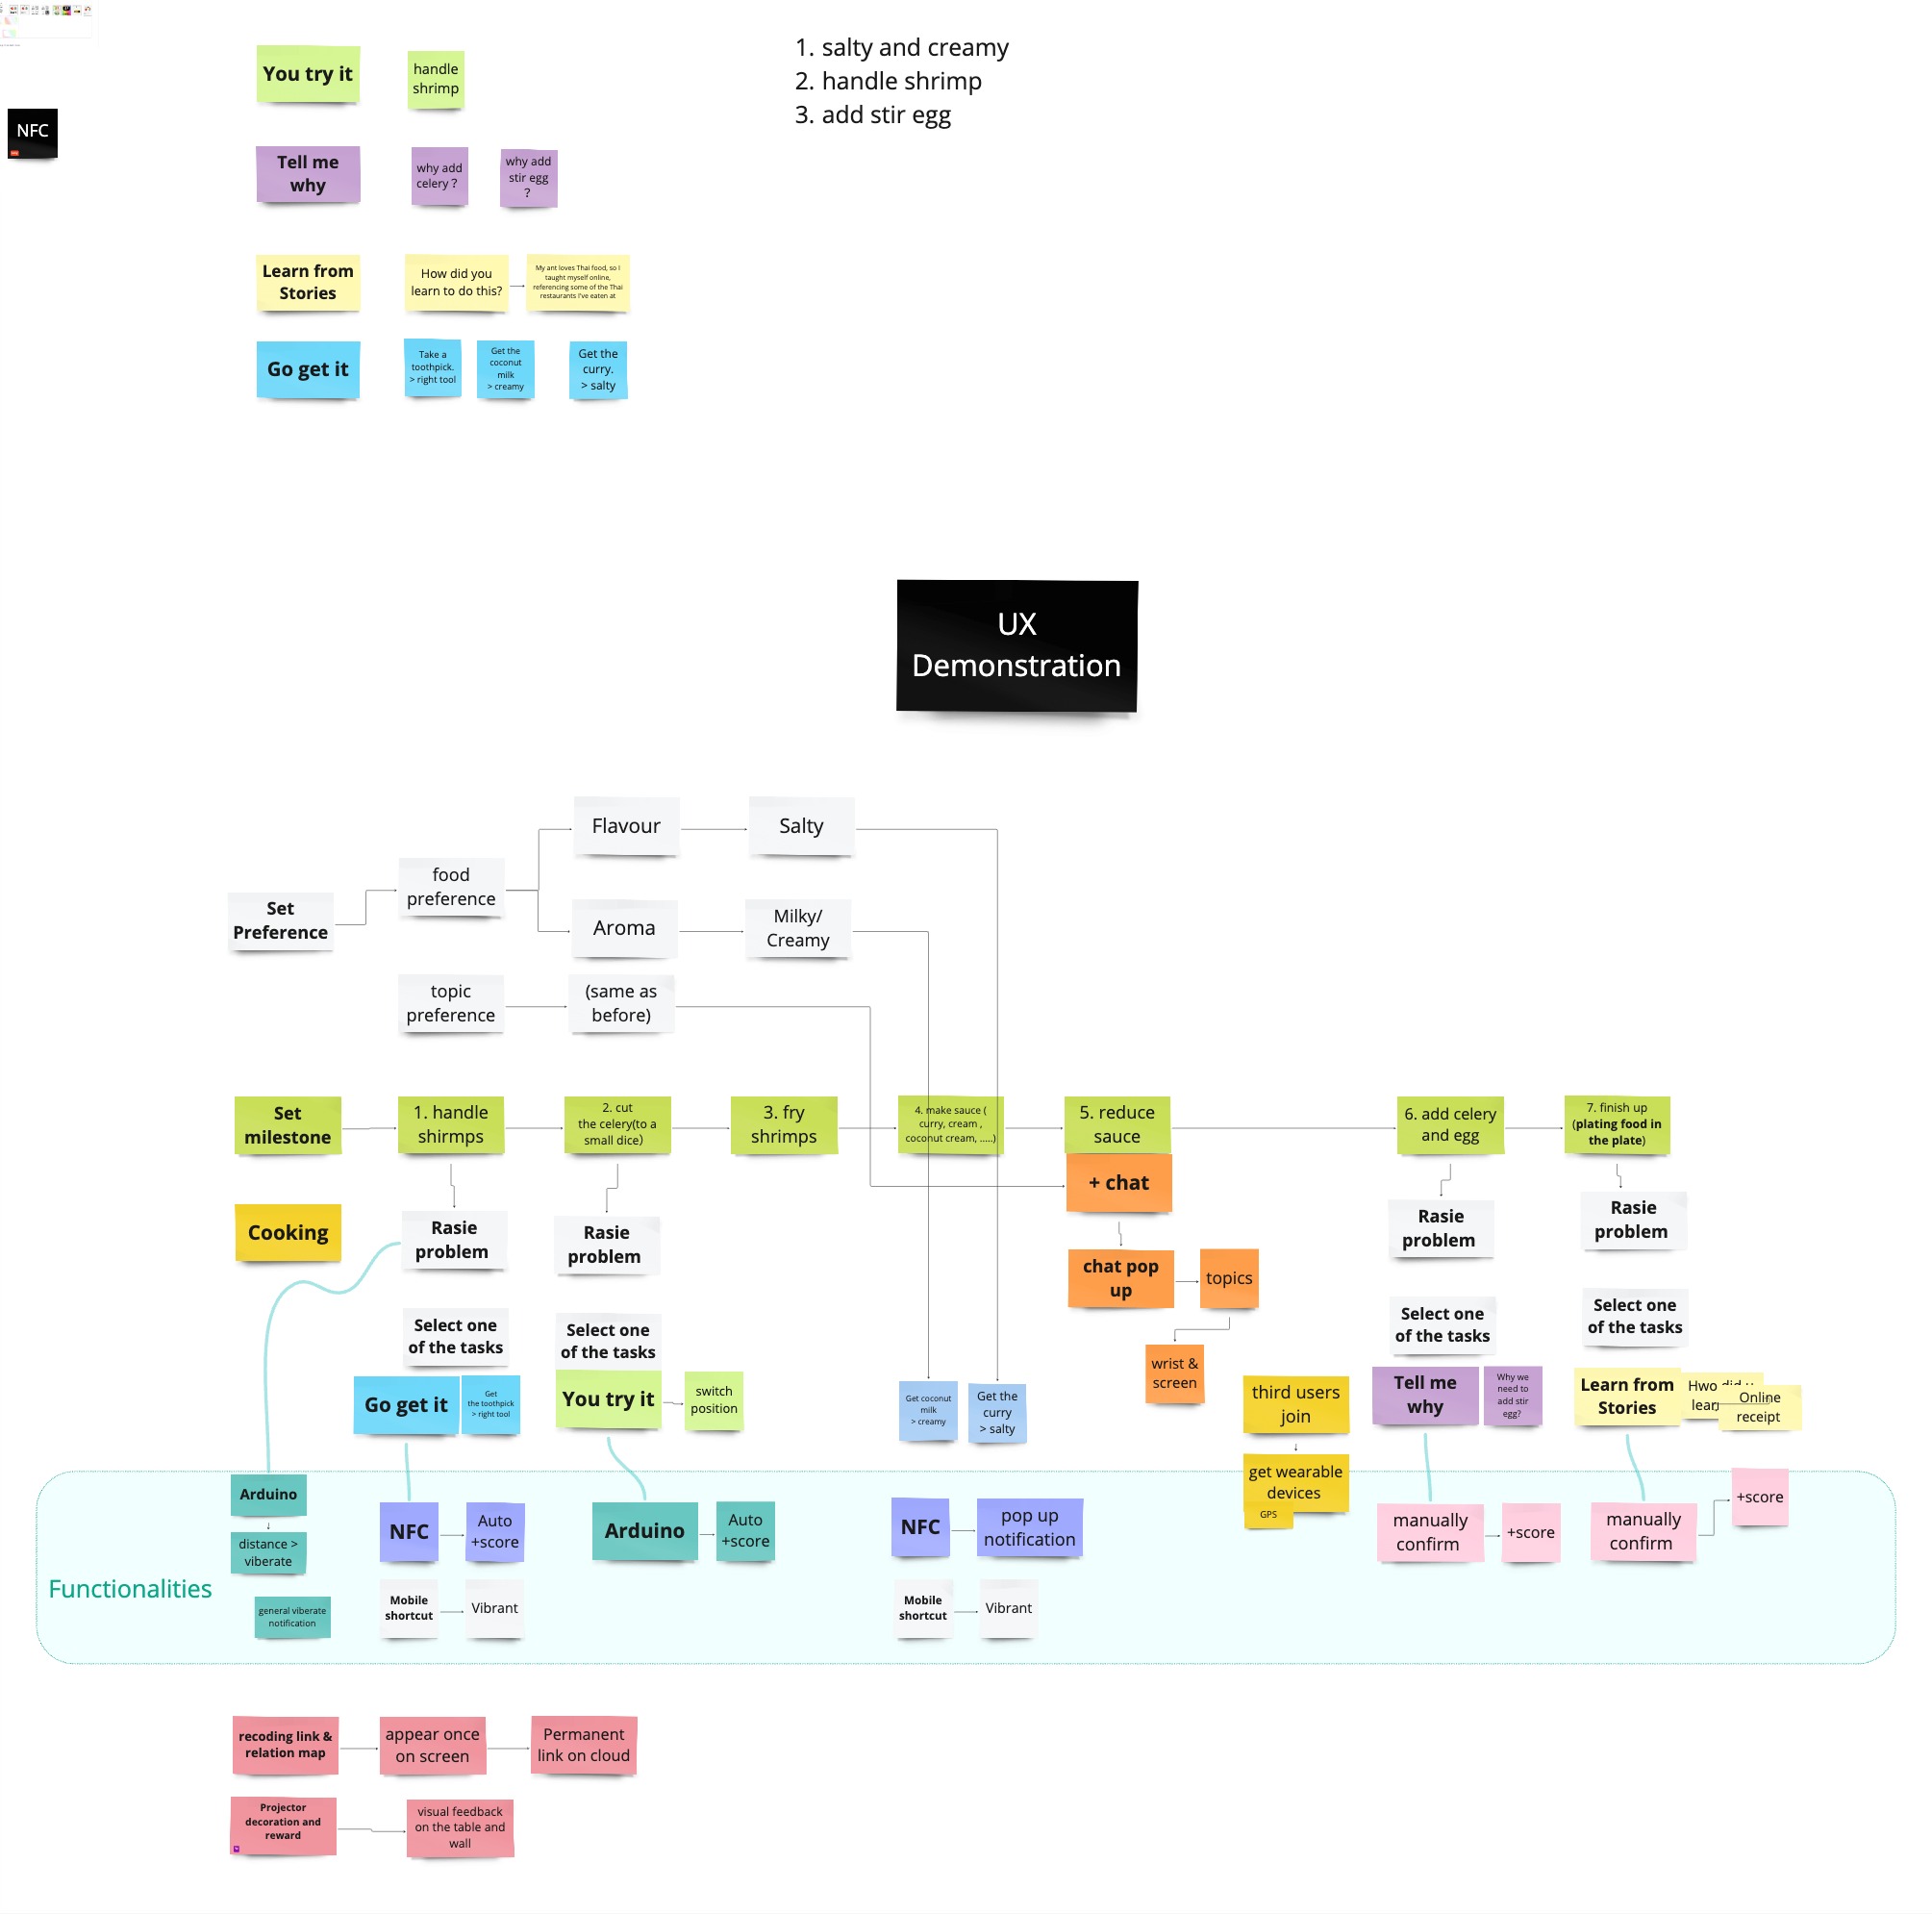 NFC
You try it
handle
shrimp
1. salty and creamy
2. handle shrimp
3. add stir egg
Tell me
why
why add
celery ?
why add
stir egg
?
Learn from
Stories
How did you
learn to do this?
My ant loves Thai food, so I
taught myself online,
referencing some of the Thai
restaurants I've eaten at
Go get it
Take a
toothpick.
> right tool
Get the
coconut
milk
> creamy
Get the
curry.
> salty
UX
Demonstration
Set
Preference
food
preference
Flavour
Salty
Aroma
Milky/
Creamy
topic
preference
(same as
before)
Set
milestone
1. handle
shirmps
2. cut
the celery(to a
small dice)
3. fry
shrimps
4. make sauce (
curry, cream ,
coconut cream, .....)
5. reduce
sauce
6. add celery
and egg
7. finish up
(plating food in
the plate)
+ chat
Cooking
Rasie
problem
Rasie
problem
chat pop
up
topics
wrist &
screen
Rasie
problem
Rasie
problem
Select one
of the tasks
Select one
of the tasks
Select one
of the tasks
Select one
of the tasks
Go get it
Get
the toothpick
> right tool
You try it
switch
position
Get coconut
milk
> creamy
Get the
curry
> salty
third users
join
get wearable
devices
GPS
Tell me
why
Why we
need to
add stir
egg?
Learn from
Stories
Hwo did
lear
Online
receipt
Functionalities
Arduino
distance >
viberate
general viberate
notification
NFC
Auto
+score
Mobile
shortcut
Vibrant
Arduino
Auto
+score
NFC
pop up
notification
Mobile
shortcut
Vibrant
manually
confirm
+score
manually
confirm
+score
recoding link &
relation map
appear once
on screen
Permanent
link on cloud
Projector
decoration and
reward
visual feedback
on the table and
wall